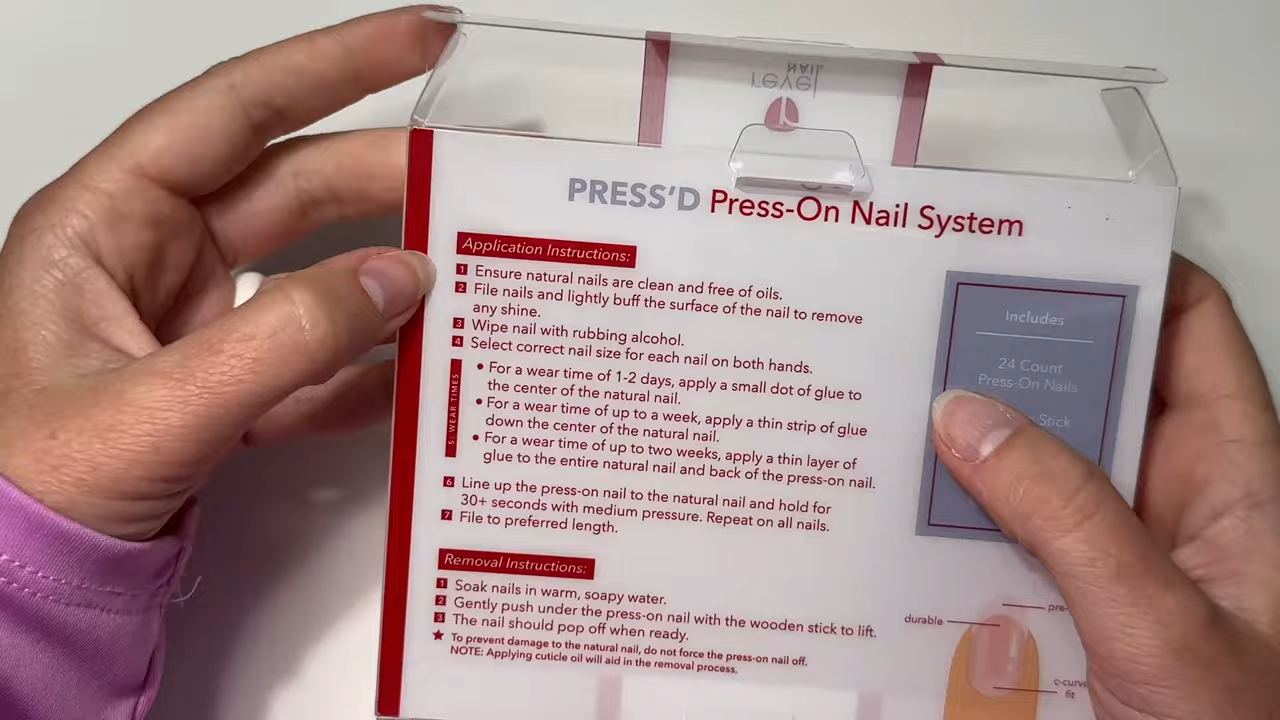 revel
NAIL
PRESS'D Press-On Nail System
Application Instructions:
1 Ensure natural nails are clean and free of oils.
2 File nails and lightly buff the surface of the nail to remove
any shine.
3 Wipe nail with rubbing alcohol.
4 Select correct nail size for each nail on both hands.
5: WEAR TIMES
• For a wear time of 1-2 days, apply a small dot of glue to
the center of the natural nail.
• For a wear time of up to a week, apply a thin strip of glue
down the center of the natural nail.
• For a wear time of up to two weeks, apply a thin layer of
glue to the entire natural nail and back of the press-on nail.
6 Line up the press-on nail to the natural nail and hold for
30+ seconds with medium pressure. Repeat on all nails.
7 File to preferred length.
Removal Instructions:
1 Soak nails in warm, soapy water.
2 Gently push under the press-on nail with the wooden stick to lift.
3 The nail should pop off when ready.
★ To prevent damage to the natural nail, do not force the press-on nail off.
NOTE: Applying cuticle oil will aid in the removal process.
Includes
24 Count
Press-On Nails
Stick
pre-
durable
c-curve
fit